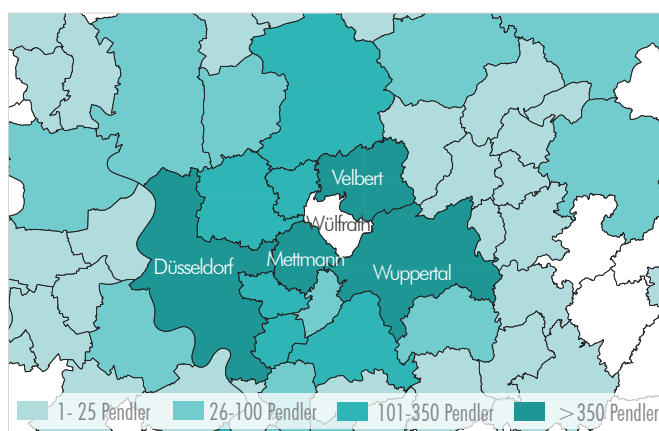 Velbert
Wülfrath
Mettmann
Düsseldorf
Wuppertal
1- 25 Pendler 26-100 Pendler 101-350 Pendler > 350 Pendler